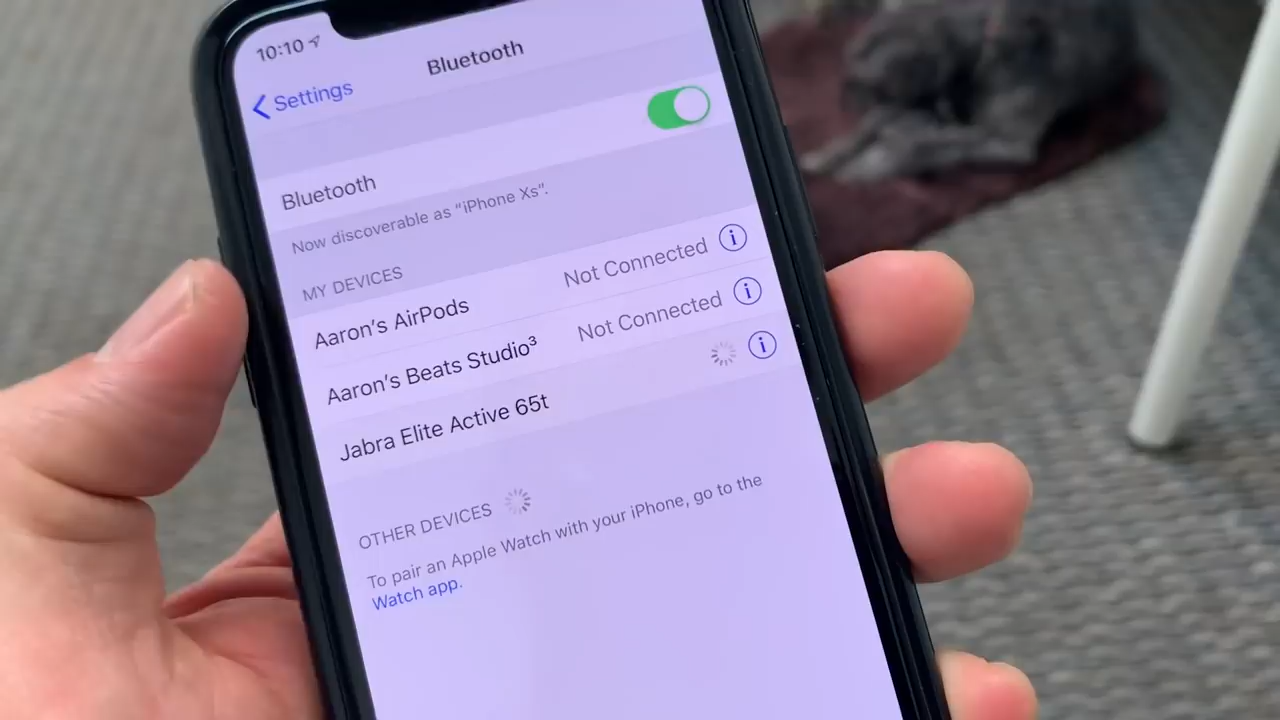 10:10
Settings
Bluetooth
Bluetooth
Now discoverable as “iPhone Xs”.
MY DEVICES
Aaron’s AirPods Not Connected
Aaron’s Beats Studio³ Not Connected
Jabra Elite Active 65t
OTHER DEVICES
To pair an Apple Watch with your iPhone, go to the
Watch app.